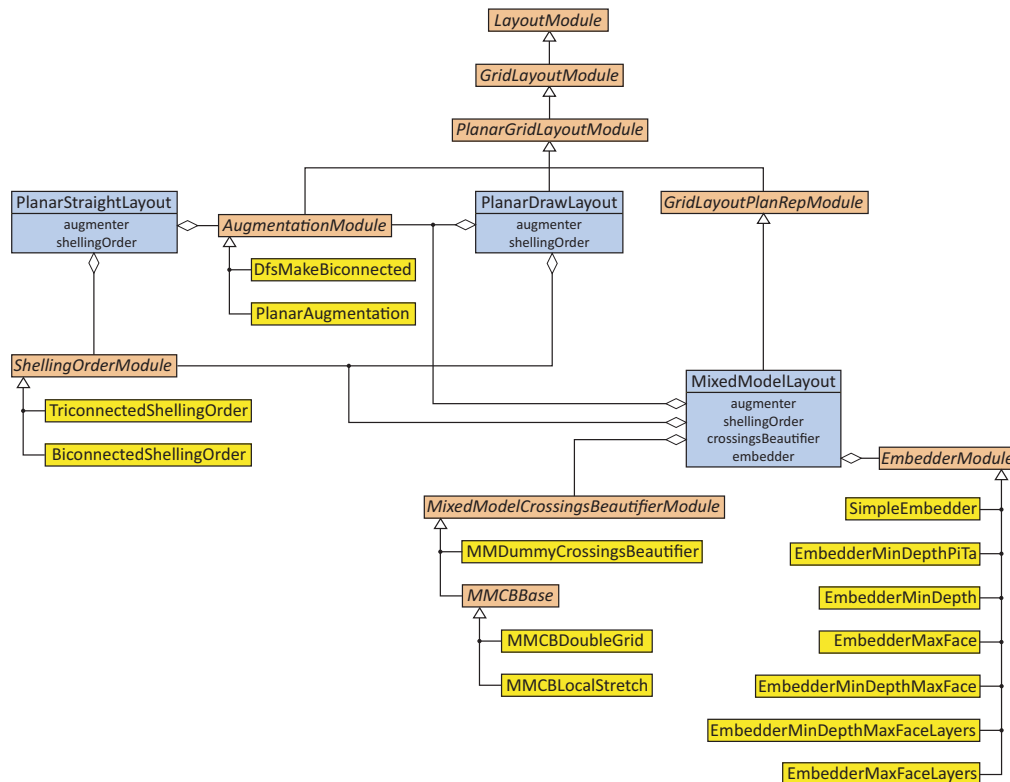 LayoutModule
GridLayoutModule
PlanarGridLayoutModule
PlanarStraightLayout
augmenter
shellingOrder
AugmentationModule
DfsMakeBiconnected
PlanarAugmentation
PlanarDrawLayout
augmenter
shellingOrder
GridLayoutPlanRepModule
ShellingOrderModule
TriconnectedShellingOrder
BiconnectedShellingOrder
MixedModelLayout
augmenter
shellingOrder
crossingsBeautifier
embedder
MixedModelCrossingsBeautifierModule
MMDummyCrossingsBeautifier
MMCBBase
MMCBDoubleGrid
MMCBLocalStretch
EmbedderModule
SimpleEmbedder
EmbedderMinDepthPiTa
EmbedderMinDepth
EmbedderMaxFace
EmbedderMinDepthMaxFace
EmbedderMinDepthMaxFaceLayers
EmbedderMaxFaceLayers